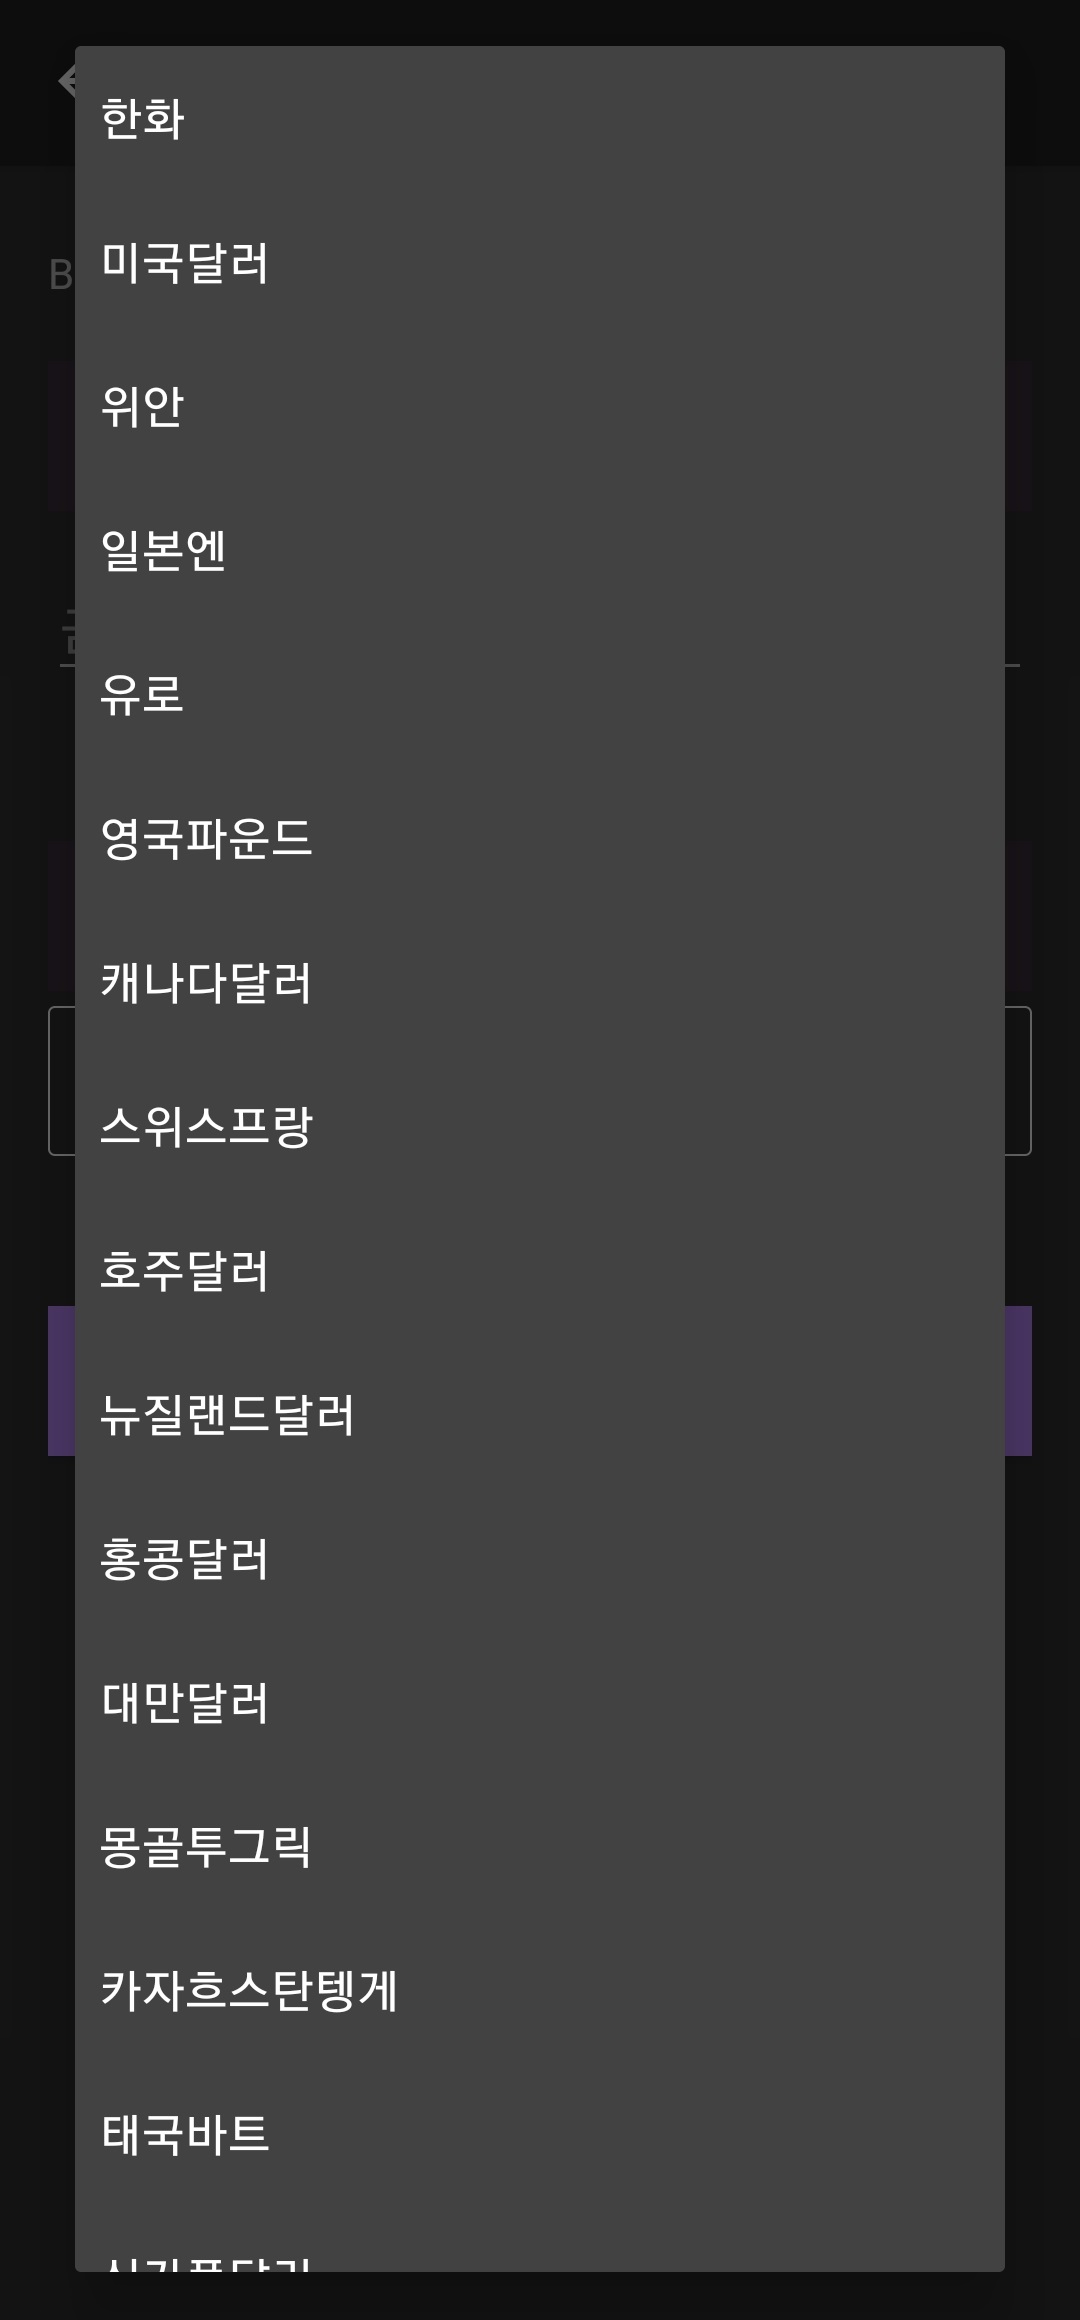 B
한화
미국달러
위안
일본엔
유로
영국파운드
캐나다달러
스위스프랑
호주달러
뉴질랜드달러
홍콩달러
대만달러
몽골투그릭
카자흐스탄텡게
태국바트